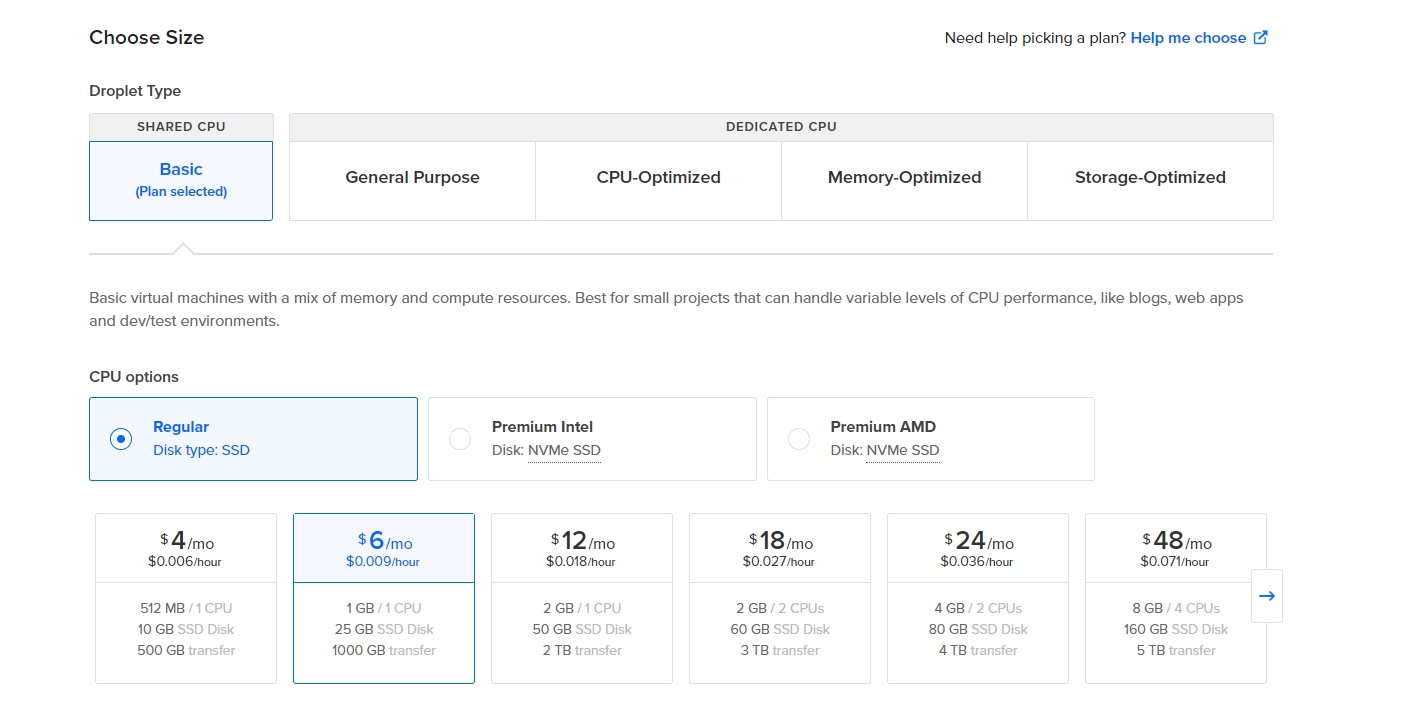 Choose Size
Need help picking a plan? Help me choose
Droplet Type
SHARED CPU
DEDICATED CPU
Basic
(Plan selected)
General Purpose
CPU-Optimized
Memory-Optimized
Storage-Optimized
Basic virtual machines with a mix of memory and compute resources. Best for small projects that can handle variable levels of CPU performance, like blogs, web apps
and dev/test environments.
CPU options
Regular
Disk type: SSD
Premium Intel
Disk: NVMe SSD
Premium AMD
Disk: NVMe SSD
$4/mo
$0.006/hour
512 MB / 1 CPU
10 GB SSD Disk
500 GB transfer
$6/mo
$0.009/hour
1 GB / 1 CPU
25 GB SSD Disk
1000 GB transfer
$12/mo
$0.018/hour
2 GB / 1 CPU
50 GB SSD Disk
2 TB transfer
$18/mo
$0.027/hour
2 GB / 2 CPUs
60 GB SSD Disk
3 TB transfer
$24/mo
$0.036/hour
4 GB / 2 CPUs
80 GB SSD Disk
4 TB transfer
$48/mo
$0.071/hour
8 GB / 4 CPUs
160 GB SSD Disk
5 TB transfer